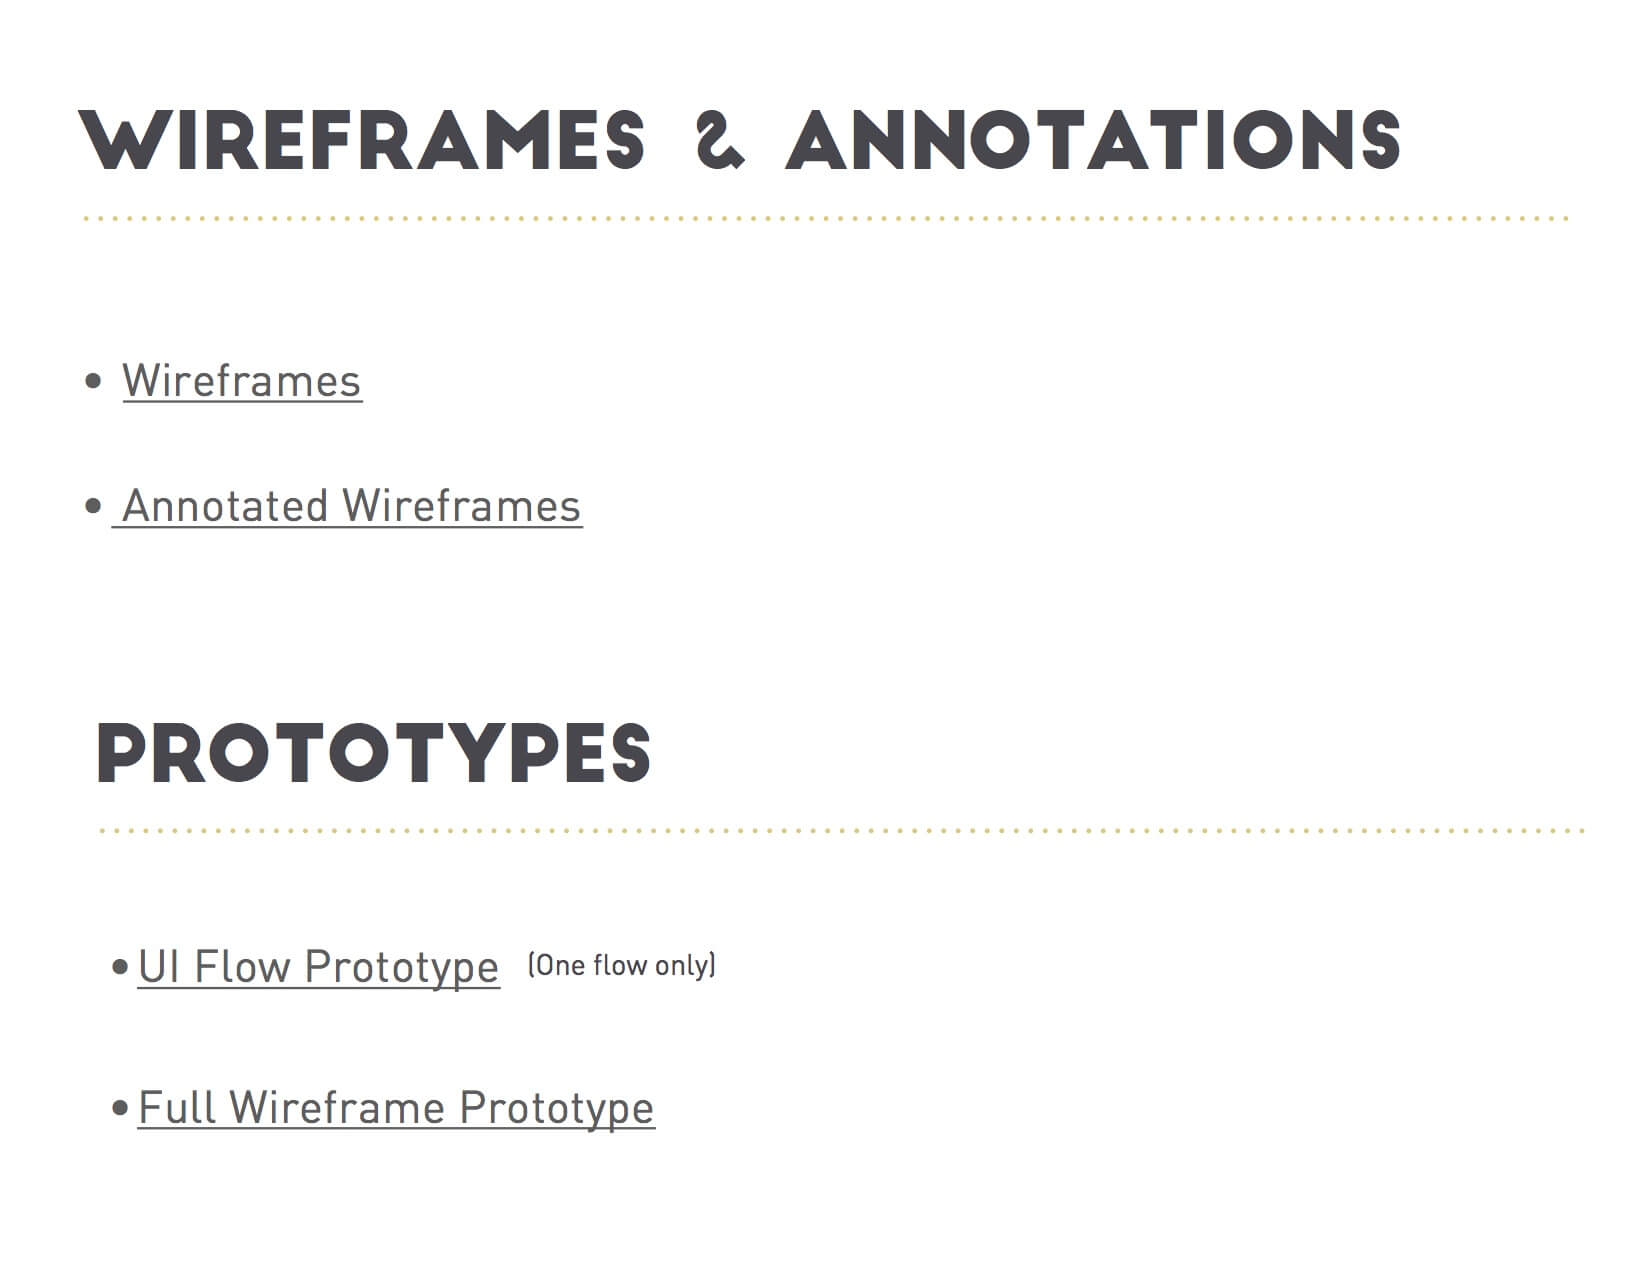 WIREFRAMES & ANNOTATIONS
• Wireframes
• Annotated Wireframes
PROTOTYPES
• UI Flow Prototype (One flow only)
• Full Wireframe Prototype